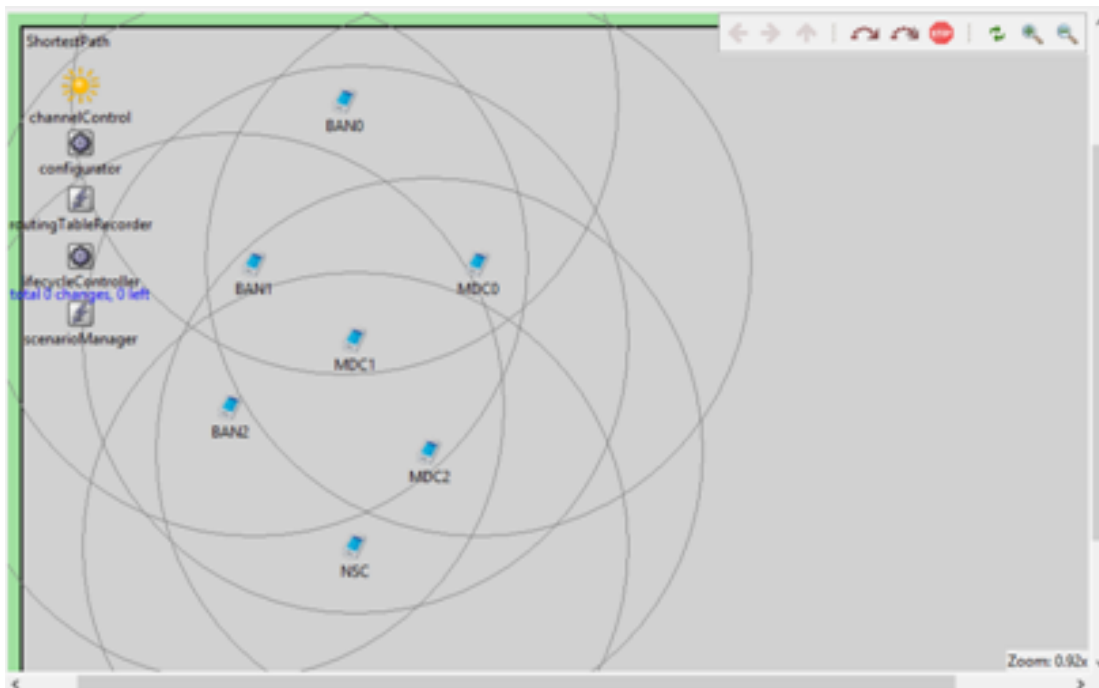 ShortestPath
STOP
channelControl
configurator
routingTableRecorder
lifecycleController
total 0 changes, 0 left
scenarioManager
BAN0
BAN1
MDC0
MDC1
BAN2
MDC2
NSC
Zoom: 0.92x